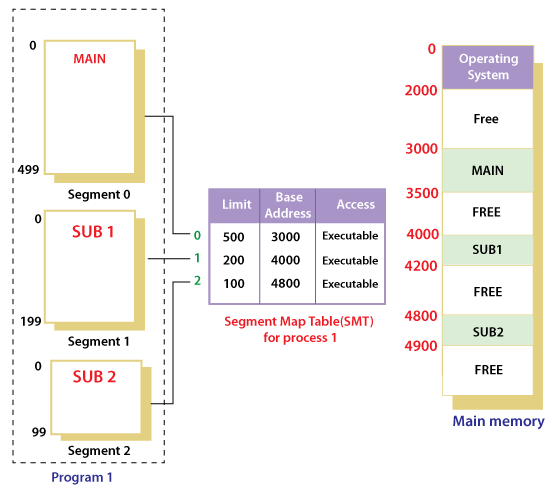 0
MAIN
499
Segment 0
0
SUB 1
199
Segment 1
0
SUB 2
99
Segment 2
Program 1
Limit Base Address Access
0 500 3000 Executable
1 200 4000 Executable
2 100 4800 Executable
Segment Map Table(SMT)
for process 1
0
Operating
System
2000
Free
3000
MAIN
3500
FREE
4000
SUB1
4200
FREE
4800
SUB2
4900
FREE
Main memory